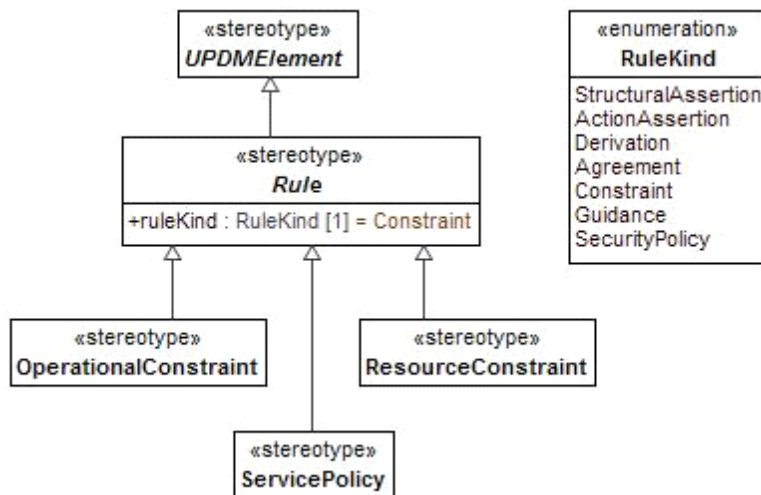 «stereotype»
UPDMElement
«enumeration»
RuleKind
StructuralAssertion
ActionAssertion
Derivation
Agreement
Constraint
Guidance
SecurityPolicy
«stereotype»
Rule
+ruleKind : RuleKind [1] = Constraint
«stereotype»
OperationalConstraint
«stereotype»
ResourceConstraint
«stereotype»
ServicePolicy